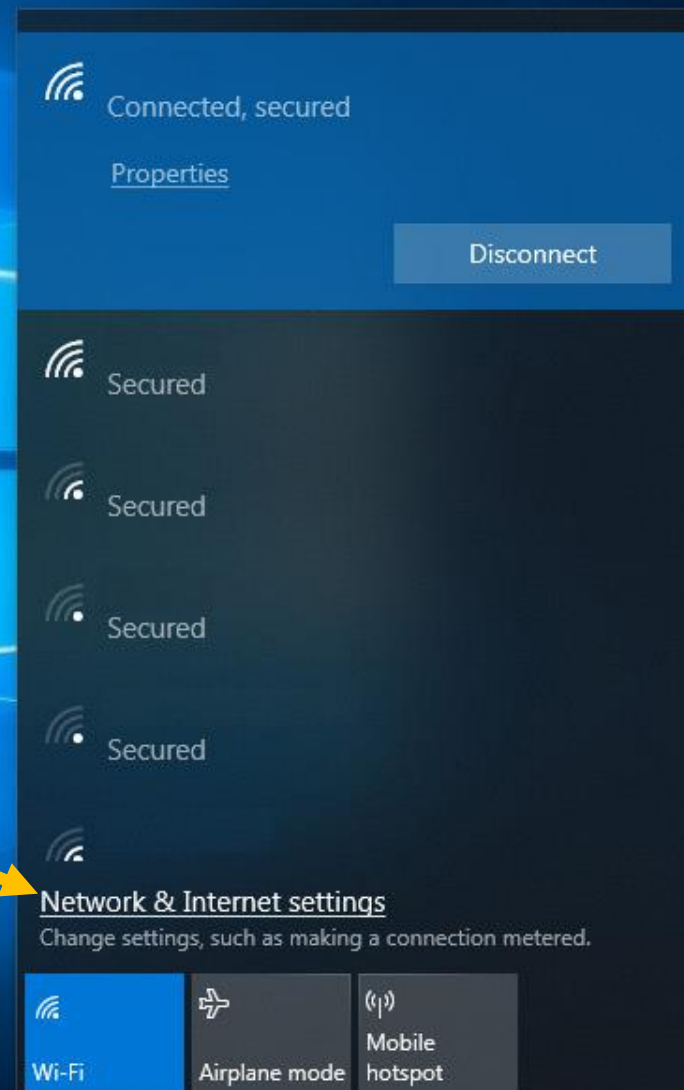 Connected, secured
Properties
Disconnect
Secured
Secured
Secured
Secured
Network & Internet settings
Change settings, such as making a connection metered.
Wi-Fi
Airplane mode
Mobile
hotspot